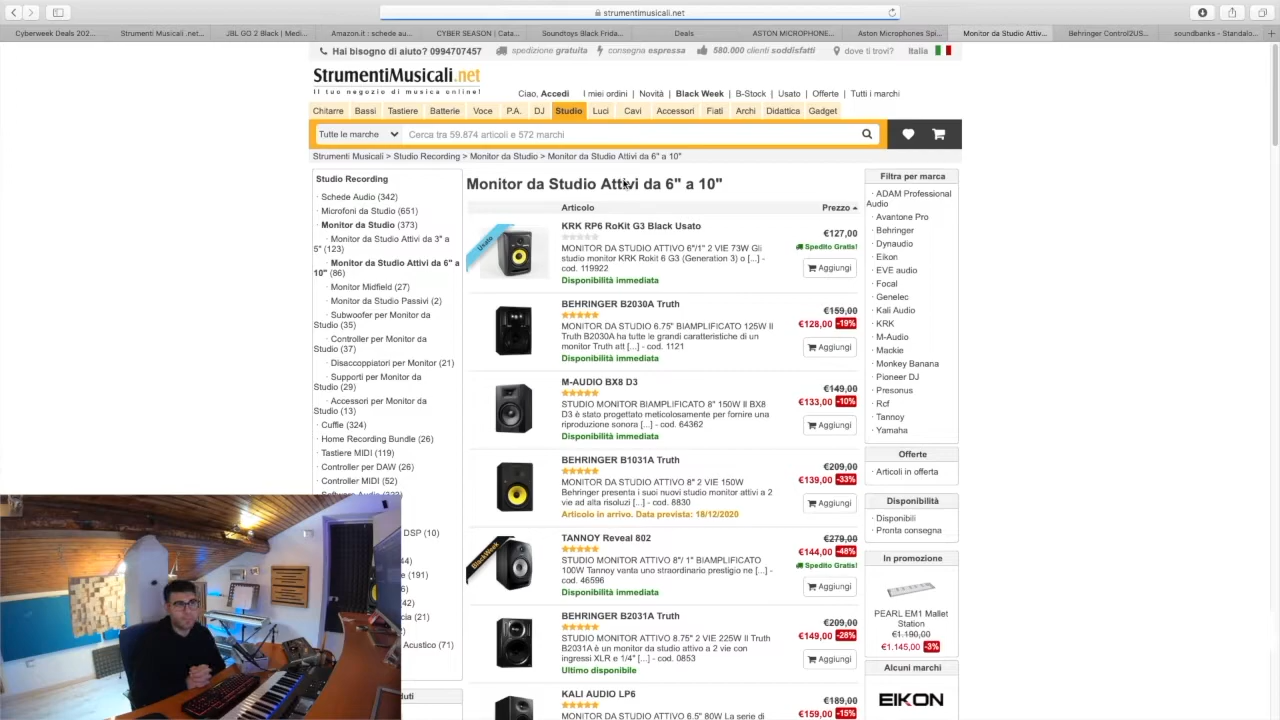 strumentimusicali.net
Cyberweek Deals 202...
Strumenti Musicali .net...
JBL GO 2 Black | Medi...
Amazon.it : schede au...
CYBER SEASON | Cata...
Soundtoys Black Frida...
Deals
ASTON MICROPHONE...
Aston Microphones Spi...
Monitor da Studio Attiv...
Behringer Control2US...
soundbanks - Standalo...
Hai bisogno di aiuto? 0994707457
spedizione gratuita
consegna espressa
580.000 clienti soddisfatti
dove ti trovi?
Italia
StrumentiMusicali.net
Il tuo negozio di musica online!
Ciao, Accedi
I miei ordini | Novità | Black Week | B-Stock | Usato | Offerte | Tutti i marchi
Chitarre Bassi Tastiere Batterie Voce P.A. DJ Studio Luci Cavi Accessori Fiati Archi Didattica Gadget
Tutte le marche
Cerca tra 59.874 articoli e 572 marchi
Strumenti Musicali > Studio Recording > Monitor da Studio > Monitor da Studio Attivi da 6" a 10"
Studio Recording
· Schede Audio (342)
· Microfoni da Studio (651)
· Monitor da Studio (373)
· Monitor da Studio Attivi da 3" a
5" (123)
· Monitor da Studio Attivi da 6" a
10" (86)
· Monitor Midfield (27)
· Monitor da Studio Passivi (2)
· Subwoofer per Monitor da
Studio (35)
· Controller per Monitor da
Studio (37)
· Disaccoppiatori per Monitor (21)
· Supporti per Monitor da
Studio (29)
· Accessori per Monitor da
Studio (13)
· Cuffie (324)
· Home Recording Bundle (26)
· Tastiere MIDI (119)
· Controller per DAW (26)
· Controller MIDI (52)
DSP (10)
44)
e (191)
6)
42)
cia (21)
Acustico (71)
Monitor da Studio Attivi da 6" a 10"
Articolo
Prezzo
Usato
KRK RP6 RoKit G3 Black Usato
MONITOR DA STUDIO ATTIVO 6"/1" 2 VIE 73W Gli
studio monitor KRK Rokit 6 G3 (Generation 3) o [...] -
cod. 119922
Disponibilità immediata
€127,00
Spedito Gratis!
Aggiungi
BEHRINGER B2030A Truth
MONITOR DA STUDIO 6.75" BIAMPLIFICATO 125W Il
Truth B2030A ha tutte le grandi caratteristiche di un
monitor Truth att [...] - cod. 1121
Disponibilità immediata
€159,00
€128,00 -19%
Aggiungi
M-AUDIO BX8 D3
STUDIO MONITOR BIAMPLIFICATO 8" 150W Il BX8
D3 è stato progettato meticolosamente per fornire una
riproduzione sonora [...] - cod. 64362
Disponibilità immediata
€149,00
€133,00 -10%
Aggiungi
BEHRINGER B1031A Truth
MONITOR DA STUDIO ATTIVO 8" 2 VIE 150W
Behringer presenta i suoi nuovi studio monitor attivi a 2
vie ad alta risoluzi [...] - cod. 8830
Articolo in arrivo. Data prevista: 18/12/2020
€209,00
€139,00 -33%
Aggiungi
BlackWeek
TANNOY Reveal 802
STUDIO MONITOR ATTIVO 8"/ 1" BIAMPLIFICATO
100W Tannoy vanta uno straordinario prestigio ne [...] -
cod. 46596
Disponibilità immediata
€279,00
€144,00 -48%
Spedito Gratis!
Aggiungi
BEHRINGER B2031A Truth
STUDIO MONITOR ATTIVO 8.75" 2 VIE 225W Il Truth
B2031A è un monitor da studio attivo a 2 vie con
ingressi XLR e 1/4" [...] - cod. 0853
Ultimo disponibile
€209,00
€149,00 -28%
Aggiungi
KALI AUDIO LP6
STUDIO MONITOR ATTIVO 6.5" 80W La serie di
€189,00
€159,00 -15%
Filtra per marca
· ADAM Professional
Audio
· Avantone Pro
· Behringer
· Dynaudio
· Eikon
· EVE audio
· Focal
· Genelec
· Kali Audio
· KRK
· M-Audio
· Mackie
· Monkey Banana
· Pioneer DJ
· Presonus
· Rcf
· Tannoy
· Yamaha
Offerte
· Articoli in offerta
Disponibilità
· Disponibili
· Pronta consegna
In promozione
PEARL EM1 Mallet
Station
€1.190,00
€1.145,00 -3%
Alcuni marchi
EIKON